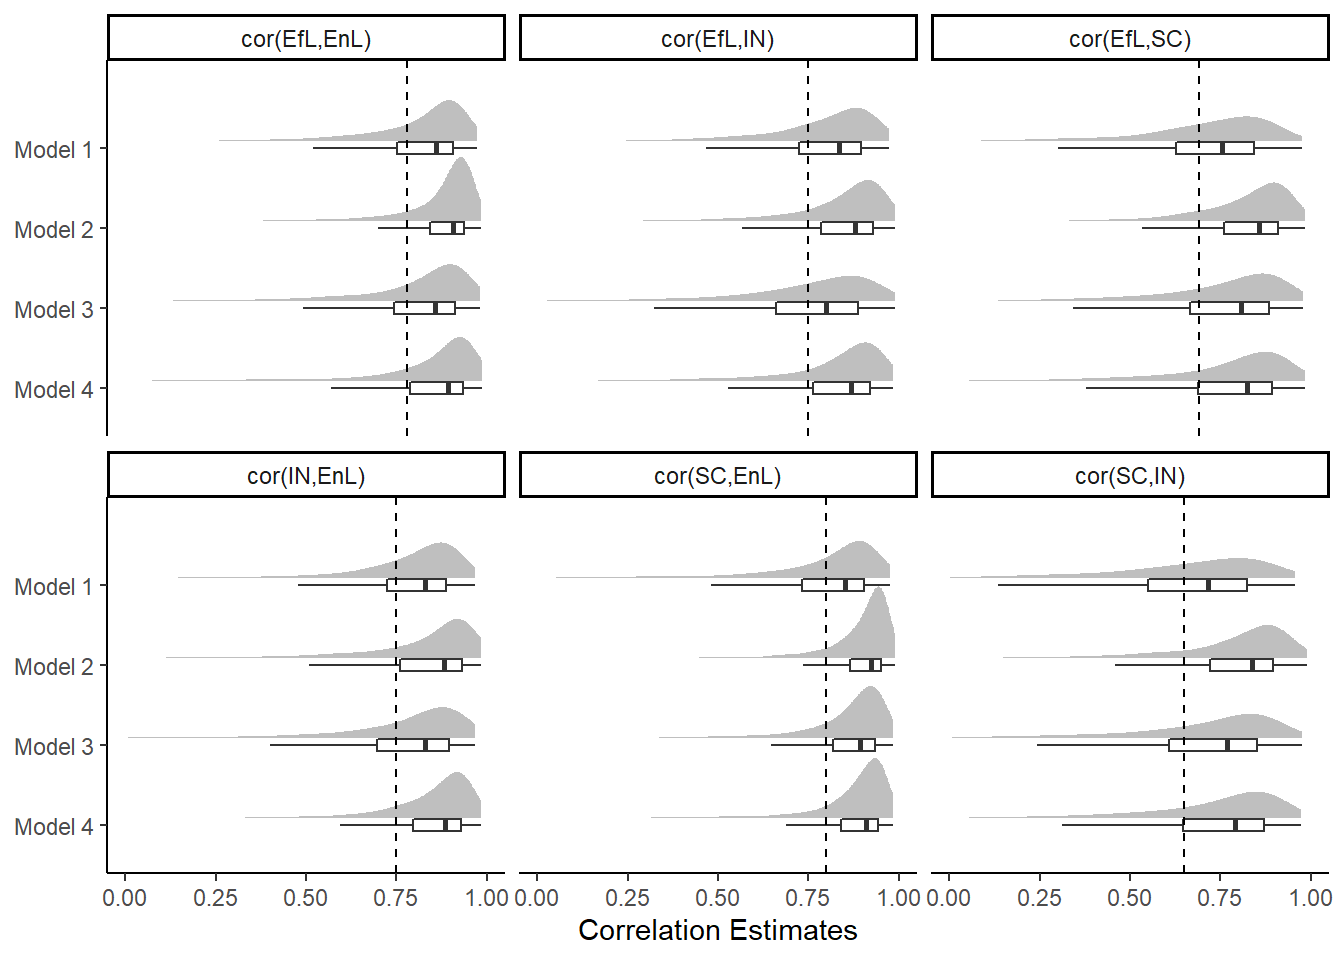 cor(EfL,EnL) cor(EfL,IN) cor(EfL,SC)
Model 1
Model 2
Model 3
Model 4
cor(IN,EnL) cor(SC,EnL) cor(SC,IN)
Model 1
Model 2
Model 3
Model 4
0.00 0.25 0.50 0.75 1.00 0.00 0.25 0.50 0.75 1.00 0.00 0.25 0.50 0.75 1.00
Correlation Estimates